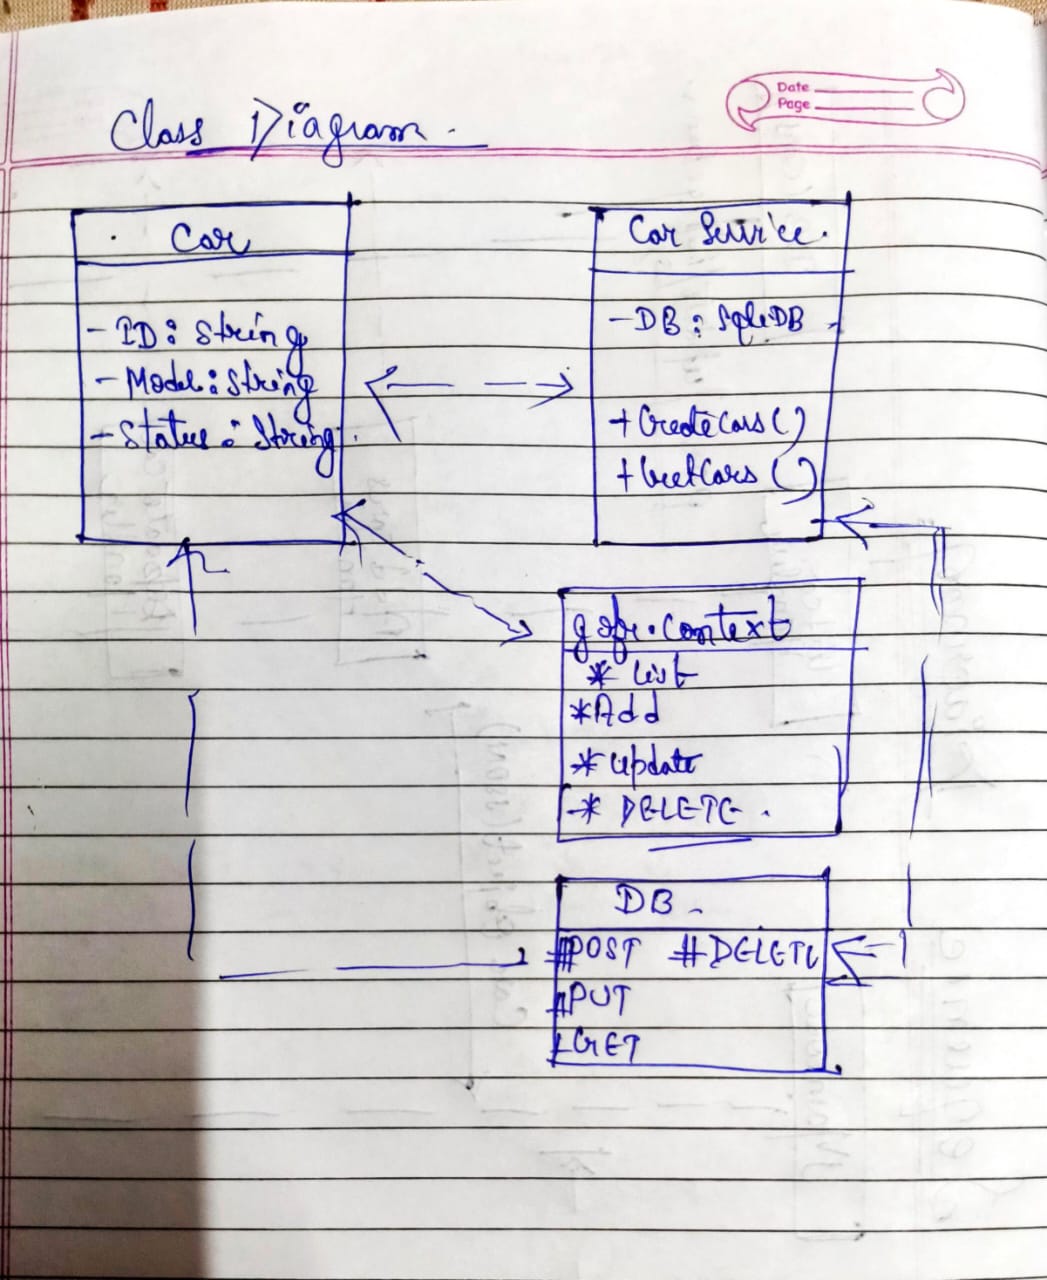 Date
Page
Class Diagram.
Car
- ID : string
- Model : string
- Status : String
Car Service.
- DB : SqlDB
+ CreateCars ()
+ GetCars ()
gofr.context
* List
* Add
* Update
* DELETE.
DB
#POST #DELETE
#PUT
GET